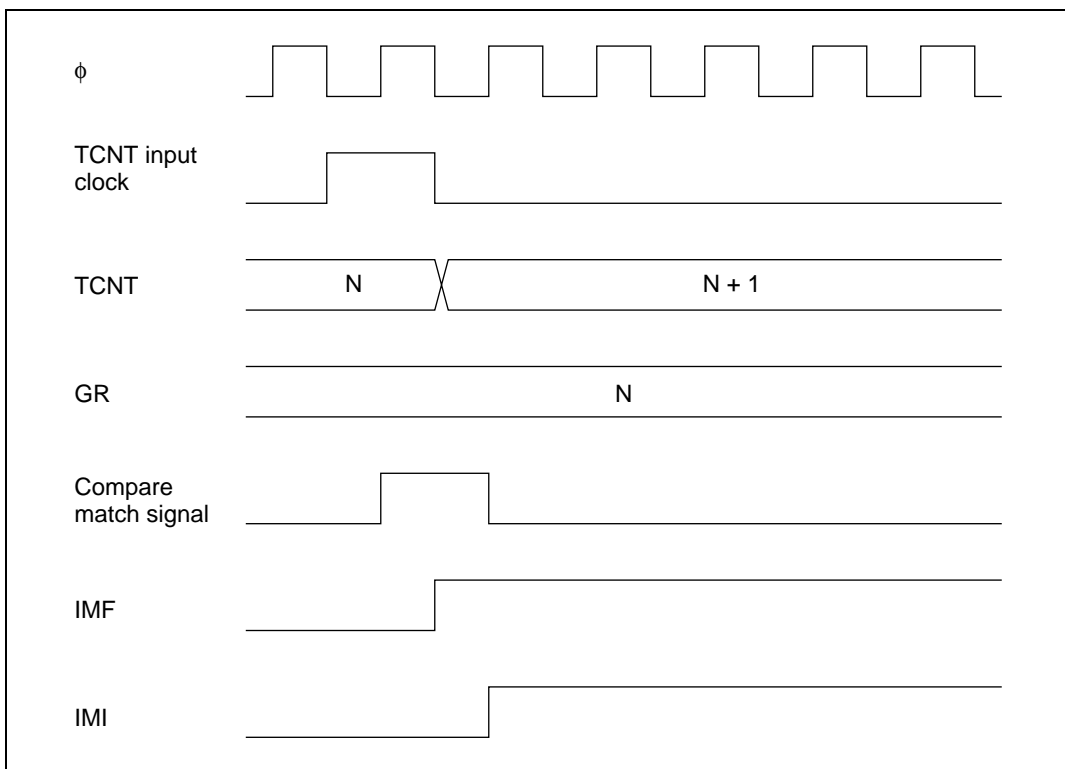 ϕ
TCNT input
clock
TCNT
N
N + 1
GR
N
Compare
match signal
IMF
IMI